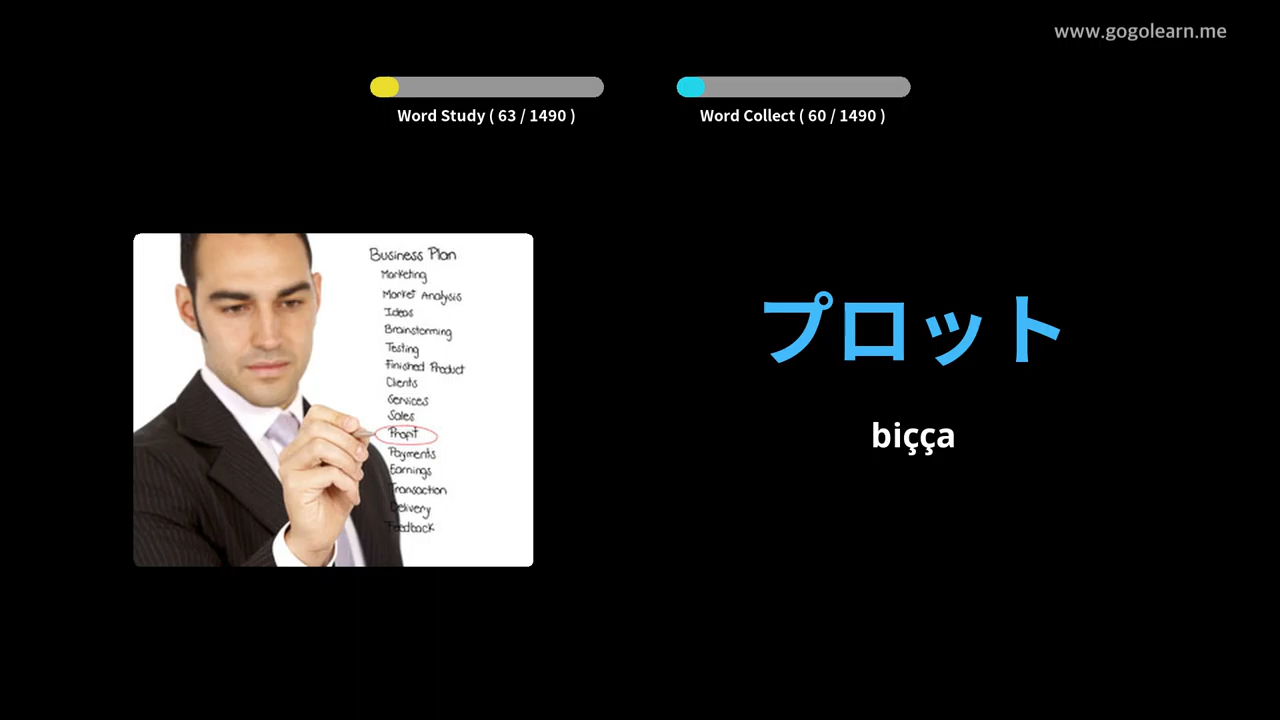 www.gogolearn.me
Word Study ( 63 / 1490 )
Word Collect ( 60 / 1490 )
Business Plan
Marketing
Market Analysis
Ideas
Brainstorming
Testing
Finished Product
Clients
Services
Sales
Profit
Payments
Earnings
Transaction
Delivery
Feedback
プロット
biçça